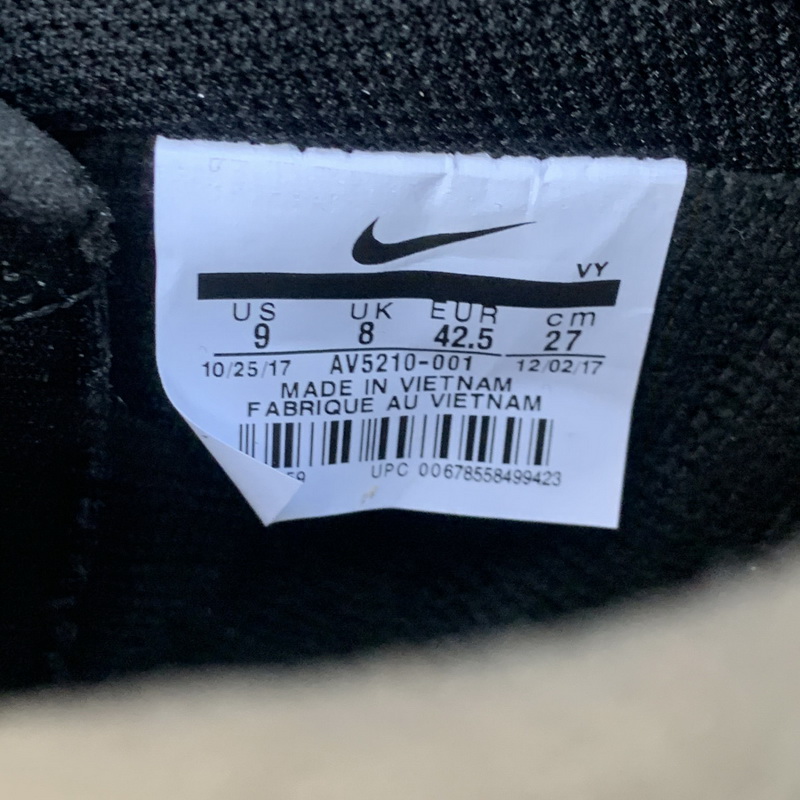 VY
US UK EUR cm
9 8 42.5 27
10/25/17 AV5210-001 12/02/17
MADE IN VIETNAM
FABRIQUE AU VIETNAM
59 UPC 00678558499423